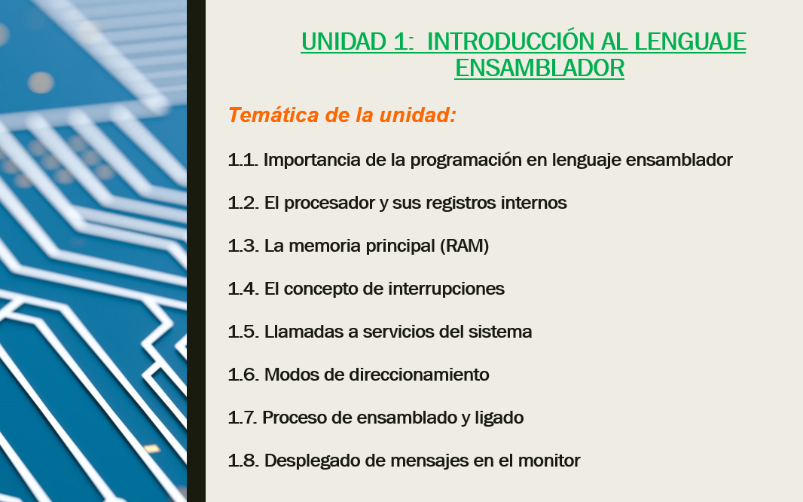 UNIDAD 1:  INTRODUCCIÓN AL LENGUAJE
ENSAMBLADOR
Temática de la unidad:
1.1. Importancia de la programación en lenguaje ensamblador
1.2. El procesador y sus registros internos
1.3. La memoria principal (RAM)
1.4. El concepto de interrupciones
1.5. Llamadas a servicios del sistema
1.6. Modos de direccionamiento
1.7. Proceso de ensamblado y ligado
1.8. Desplegado de mensajes en el monitor